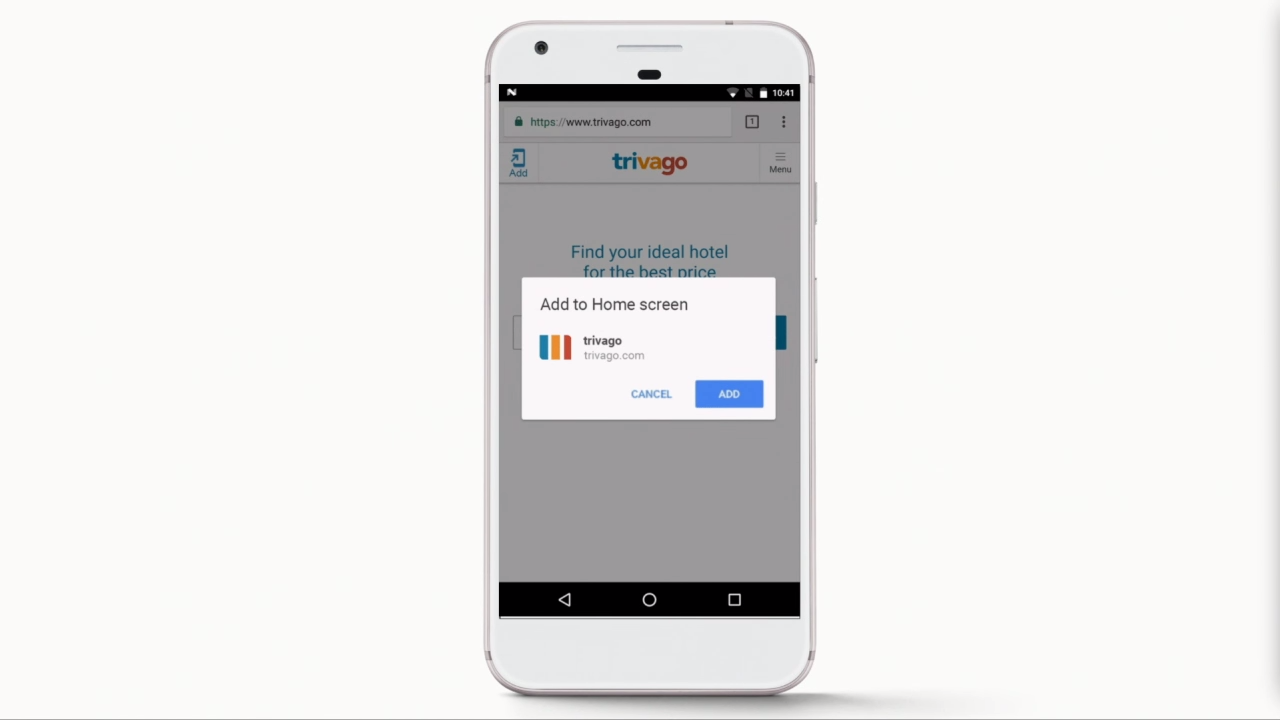 10:41
https://www.trivago.com
1
Add
trivago
Menu
Find your ideal hotel
for the best price
Add to Home screen
trivago
trivago.com
CANCEL
ADD